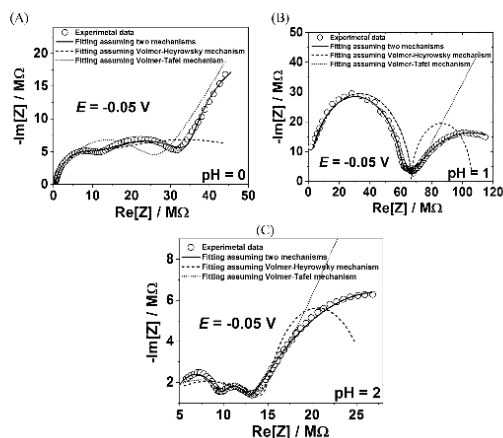 (A)
Experimetal data
Fitting assuming two mechanisms
Fitting assuming Volmer-Heyrowsky mechanism
Fitting assuming Volmer-Tafel mechanism
E = -0.05 V
pH = 0
-Im[Z] / MΩ
20
15
10
5
0
0 10 20 30 40 50
Re[Z] / MΩ
(B)
Experimetal data
Fitting assuming two mechanisms
Fitting assuming Volmer-Heyrowsky mechanism
Fitting assuming Volmer-Tafel mechanism
E = -0.05 V
pH = 1
-Im[Z] / MΩ
50
40
30
20
10
0
0 20 40 60 80 100 120
Re[Z] / MΩ
(C)
Experimetal data
Fitting assuming two mechanisms
Fitting assuming Volmer-Heyrowsky mechanism
Fitting assuming Volmer-Tafel mechanism
E = -0.05 V
pH = 2
-Im[Z] / MΩ
8
6
4
2
5 10 15 20 25
Re[Z] / MΩ